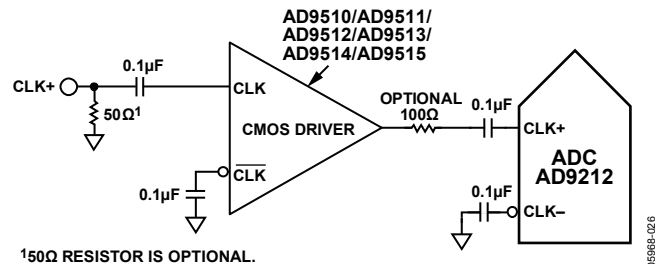 AD9510/AD9511/
AD9512/AD9513/
AD9514/AD9515
CLK+
0.1µF
50Ω¹
CLK
CMOS DRIVER
0.1µF
CLK
OPTIONAL
100Ω
0.1µF
CLK+
ADC
AD9212
0.1µF
CLK–
¹50Ω RESISTOR IS OPTIONAL.
05968-026